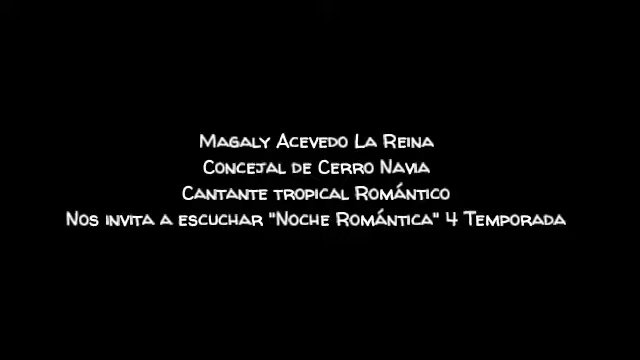 Magaly Acevedo La Reina
Concejal de Cerro Navia
Cantante tropical Romántico
Nos invita a escuchar "Noche Romántica" 4 Temporada